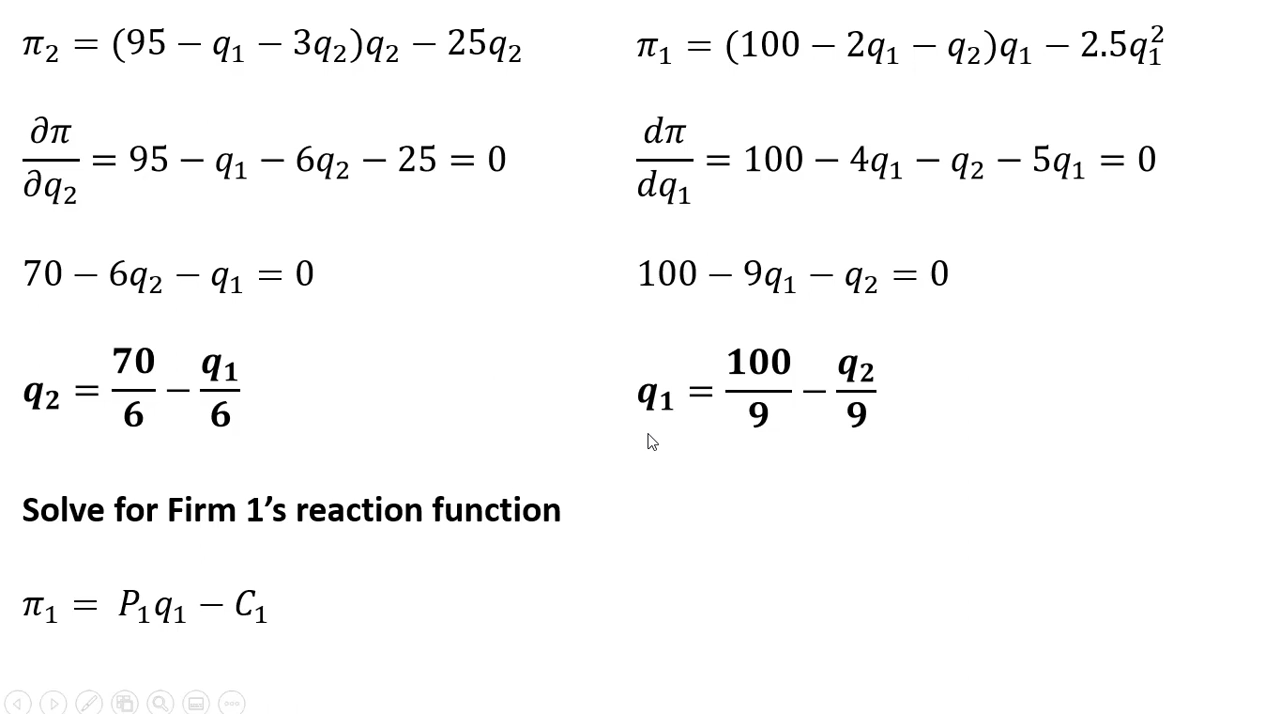 π₂ = (95 − q₁ − 3q₂)q₂ − 25q₂
∂π/∂q₂ = 95 − q₁ − 6q₂ − 25 = 0
70 − 6q₂ − q₁ = 0
q₂ = 70/6 − q₁/6
Solve for Firm 1’s reaction function
π₁ = P₁q₁ − C₁
π₁ = (100 − 2q₁ − q₂)q₁ − 2.5q₁²
dπ/dq₁ = 100 − 4q₁ − q₂ − 5q₁ = 0
100 − 9q₁ − q₂ = 0
q₁ = 100/9 − q₂/9